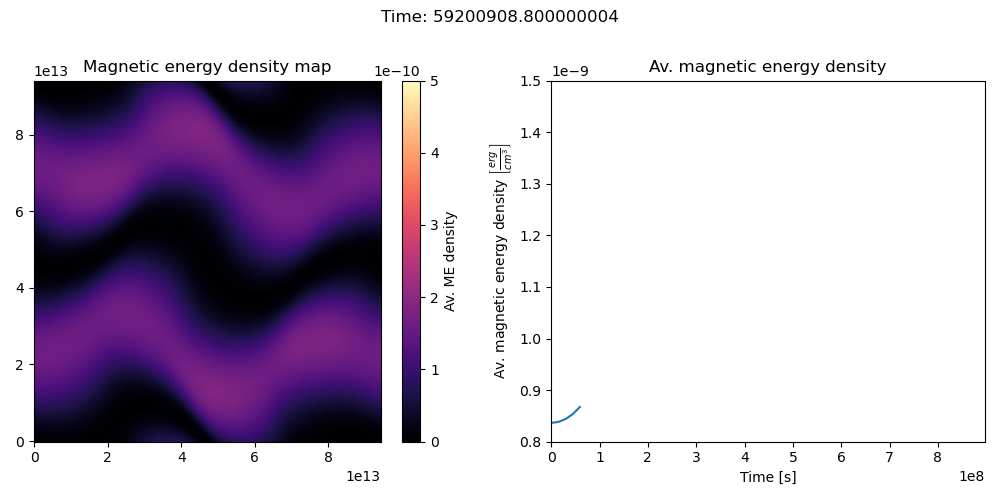 Time: 59200908.800000004
Magnetic energy density map
1e13
8
6
4
2
0
0 2 4 6 8
1e13
1e−10
5
4
3
2
1
0
Av. ME density
Av. magnetic energy density
1e−9
1.5
1.4
1.3
1.2
1.1
1.0
0.9
0.8
Av. magnetic energy density [erg/cm³]
0 1 2 3 4 5 6 7 8
Time [s]
1e8